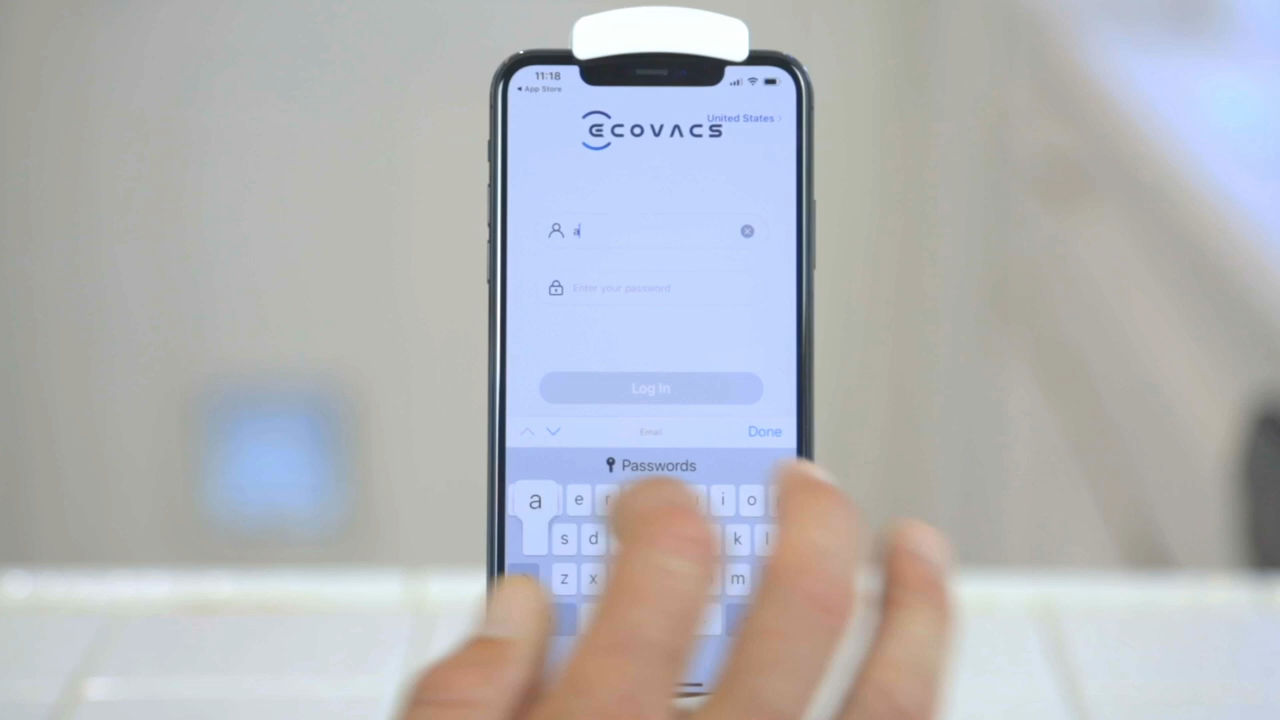 11:18
App Store
United States
ECOVACS
a
Enter your password
Log In
Email
Done
Passwords
a e i o
s d k l
z x m